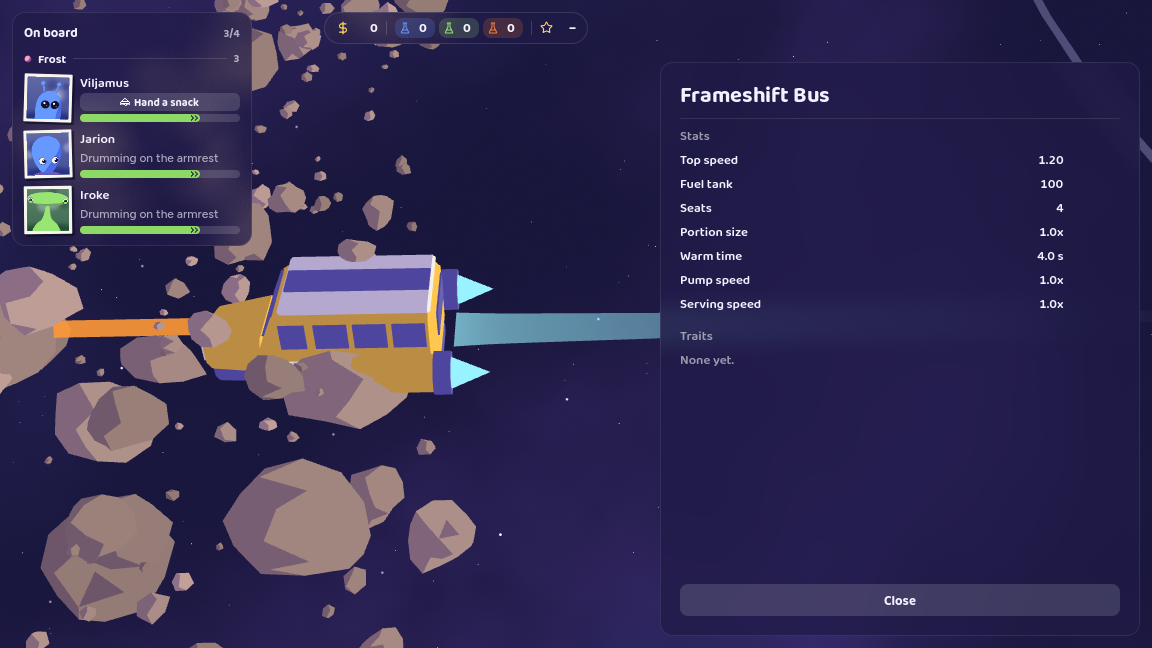 On board 3/4
Frost 3
Viljamus
Hand a snack
Jarion
Drumming on the armrest
Iroke
Drumming on the armrest
$ 0 0 0 0 –
Frameshift Bus
Stats
Top speed 1.20
Fuel tank 100
Seats 4
Portion size 1.0x
Warm time 4.0 s
Pump speed 1.0x
Serving speed 1.0x
Traits
None yet.
Close